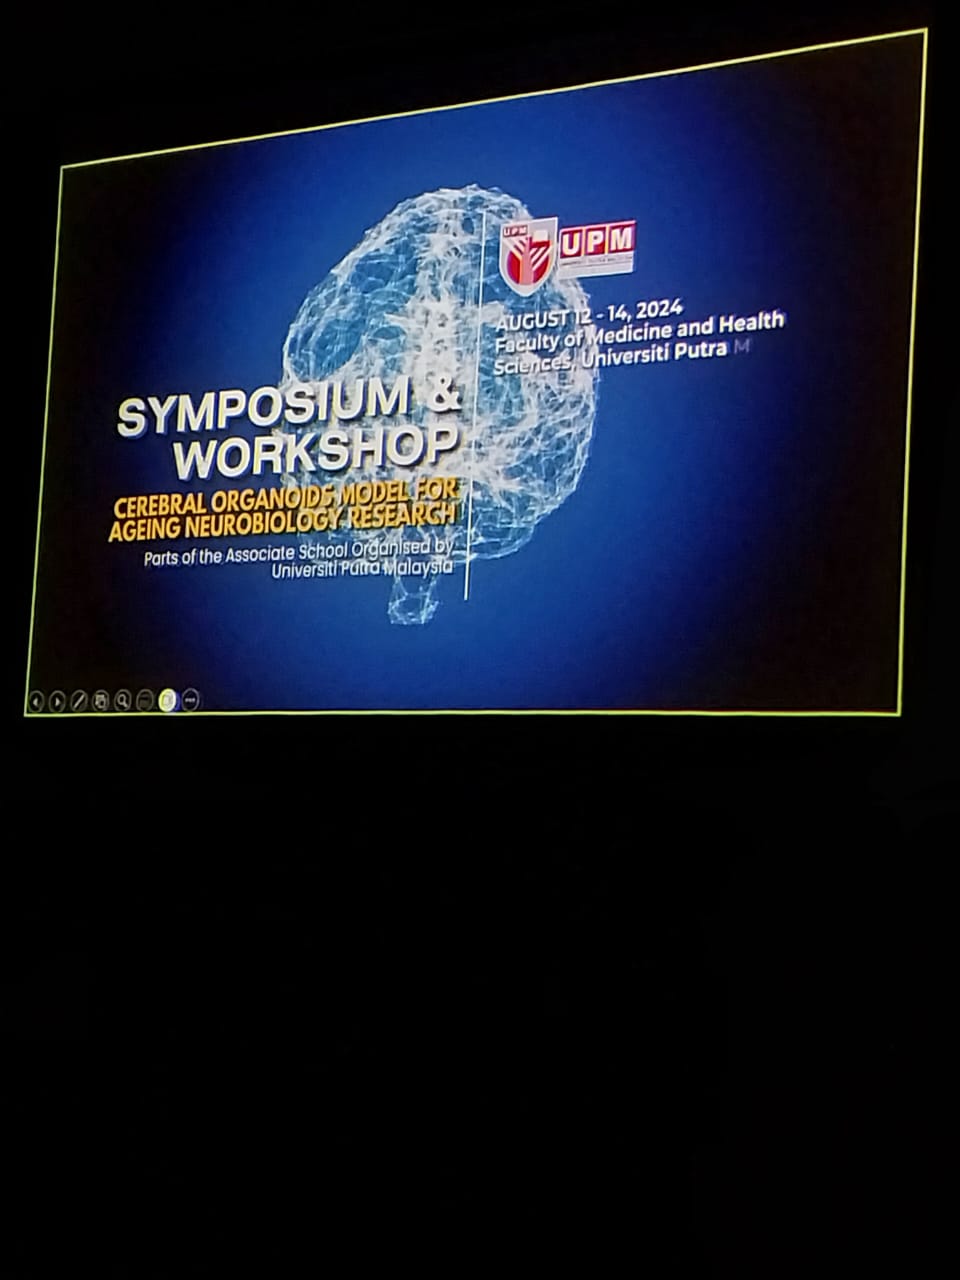 UPM
UPM
AUGUST 12 - 14, 2024
Faculty of Medicine and Health
Sciences, Universiti Putra M
SYMPOSIUM &
WORKSHOP
CEREBRAL ORGANOIDS MODEL FOR
AGEING NEUROBIOLOGY RESEARCH
Parts of the Associate School Organised by
Universiti Putra Malaysia